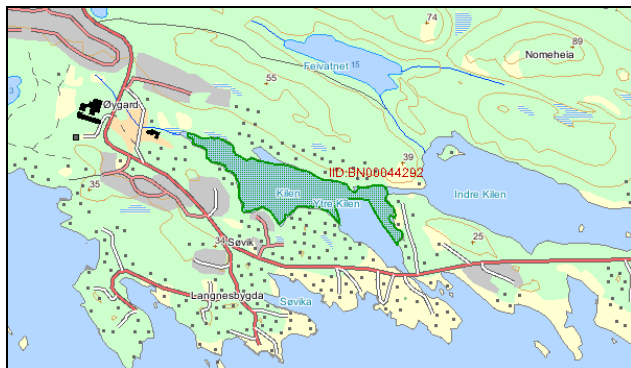 74
89
Nomeheia
Feivatnet 15
55
Øygard
39
IID:BN00044292
35
Kilen
Indre Kilen
Ytre Kilen
34
Søvik
25
Langnesbygda
Søvika